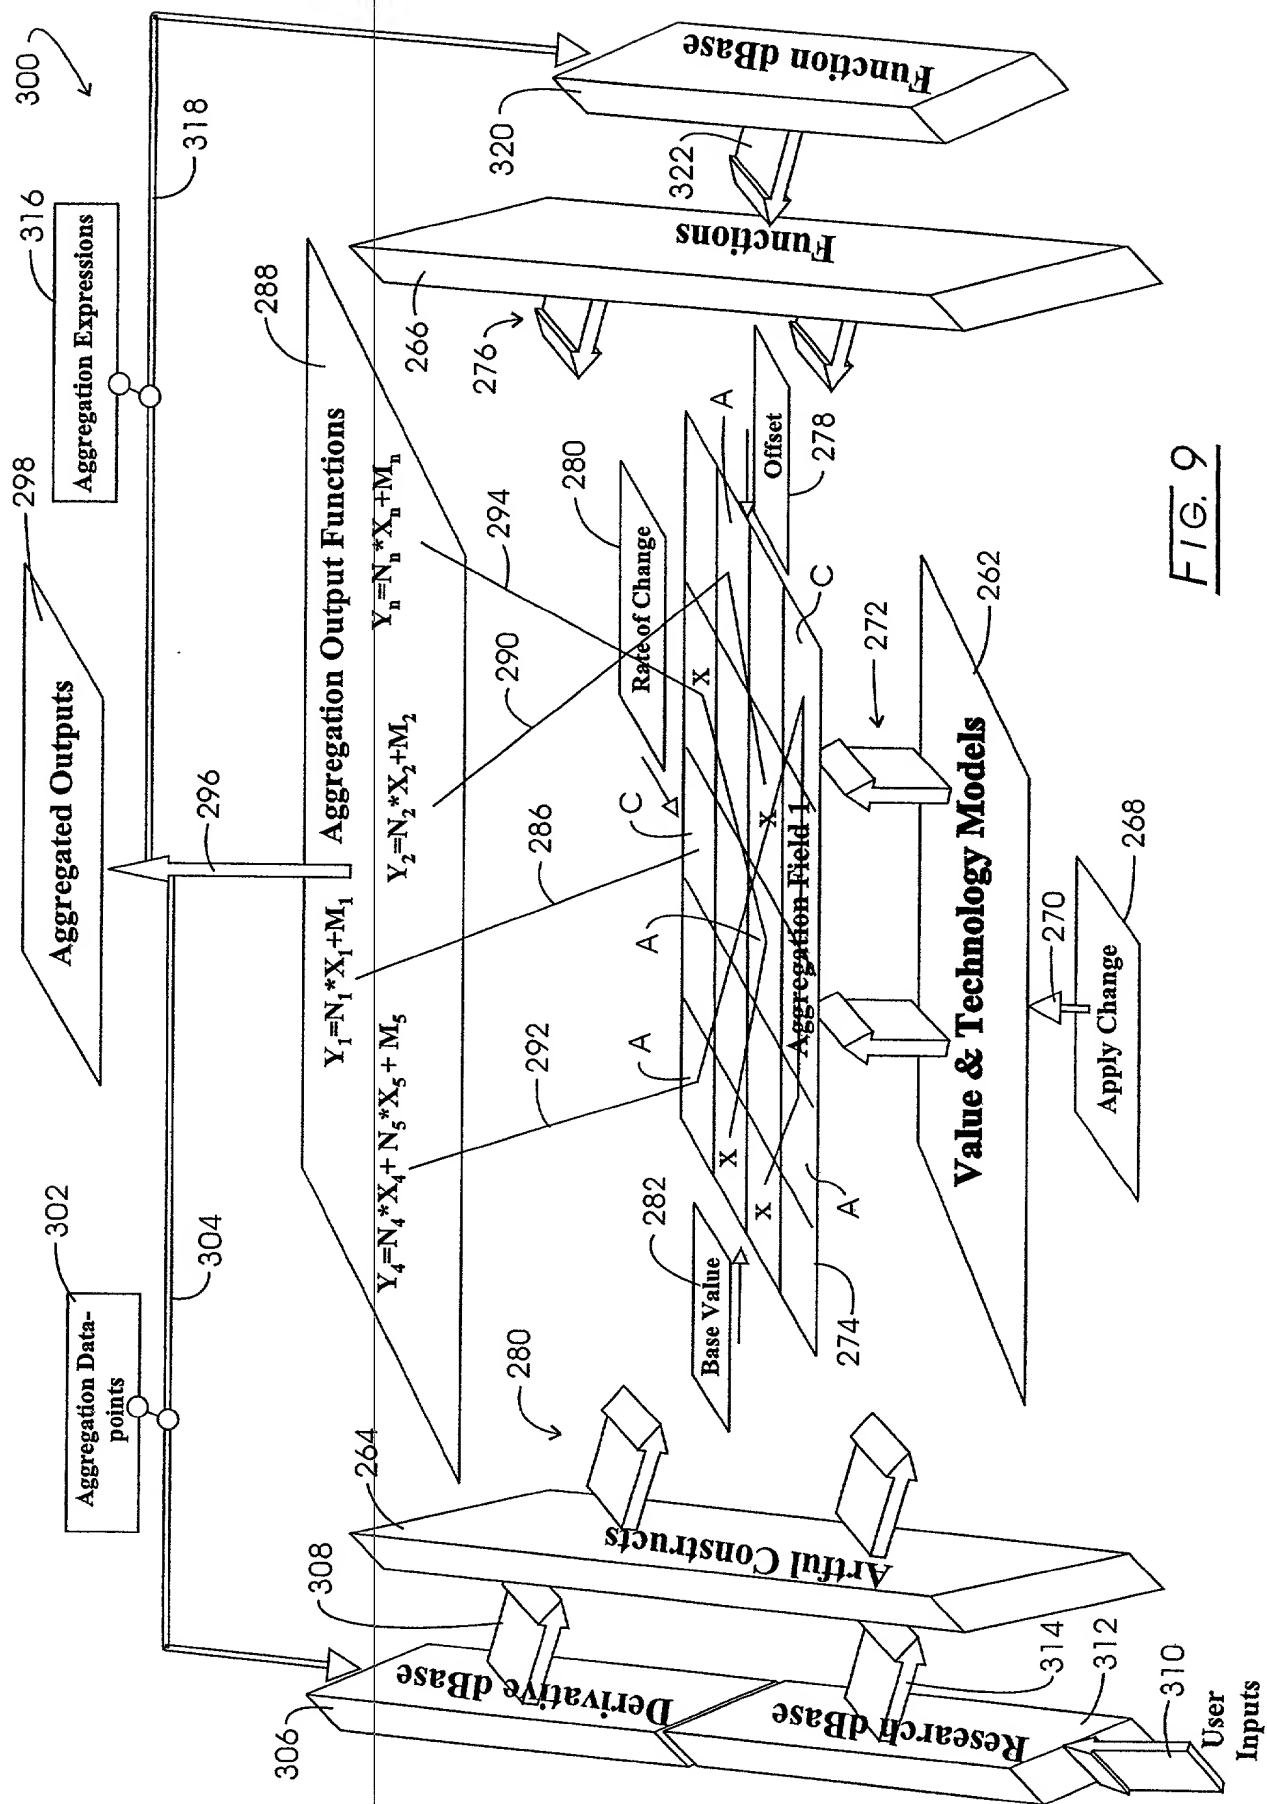 300
298
Aggregated Outputs
316
Aggregation Expressions
318
302
Aggregation Data-
points
304
296
288
Aggregation Output Functions
Y1=N1*X1+M1
Y4=N4*X4+ N5*X5 + M5
Y2=N2*X2+M2
Yn=Nn*Xn+Mn
292
286
290
294
280
Rate of Change
282
Base Value
Offset
278
A
A
A
A
C
C
X
X
X
X
Aggregation Field 1
274
272
Value & Technology Models
262
270
Apply Change
268
280
264
Artful Constructs
308
306
Derivative dBase
Research dBase
314
312
310
User
Inputs
276
266
Functions
322
320
Function dBase
FIG. 9